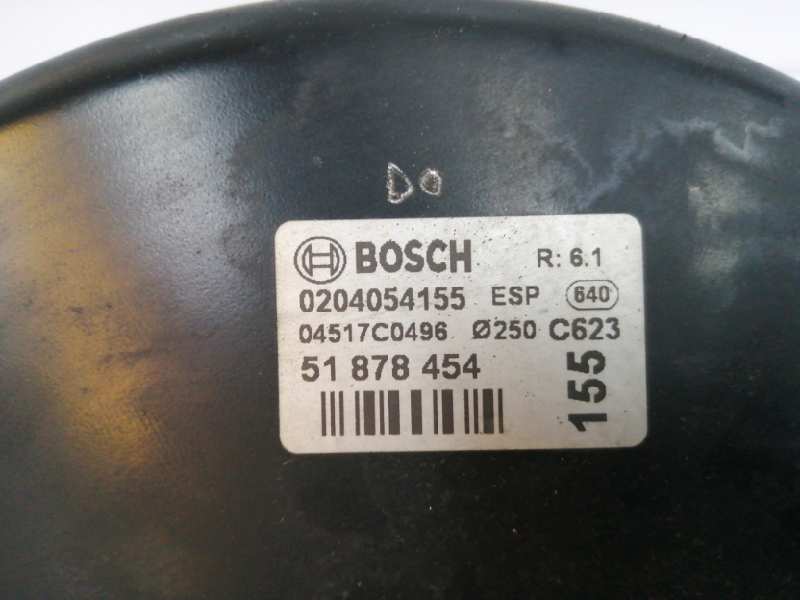 BOSCH R: 6.1
0204054155 ESP 640
04517C0496 Ø250 C623
51 878 454
155